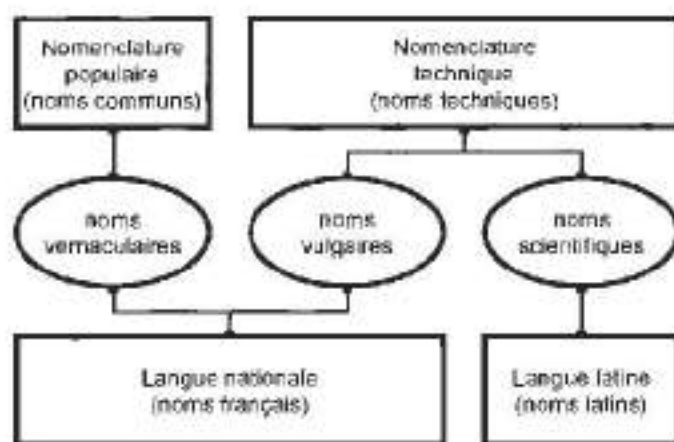 Nomenclature
populaire
(noms communs)
Nomenclature
technique
(noms techniques)
noms
vernaculaires
noms
vulgaires
noms
scientifiques
Langue nationale
(noms français)
Langue latine
(noms latins)